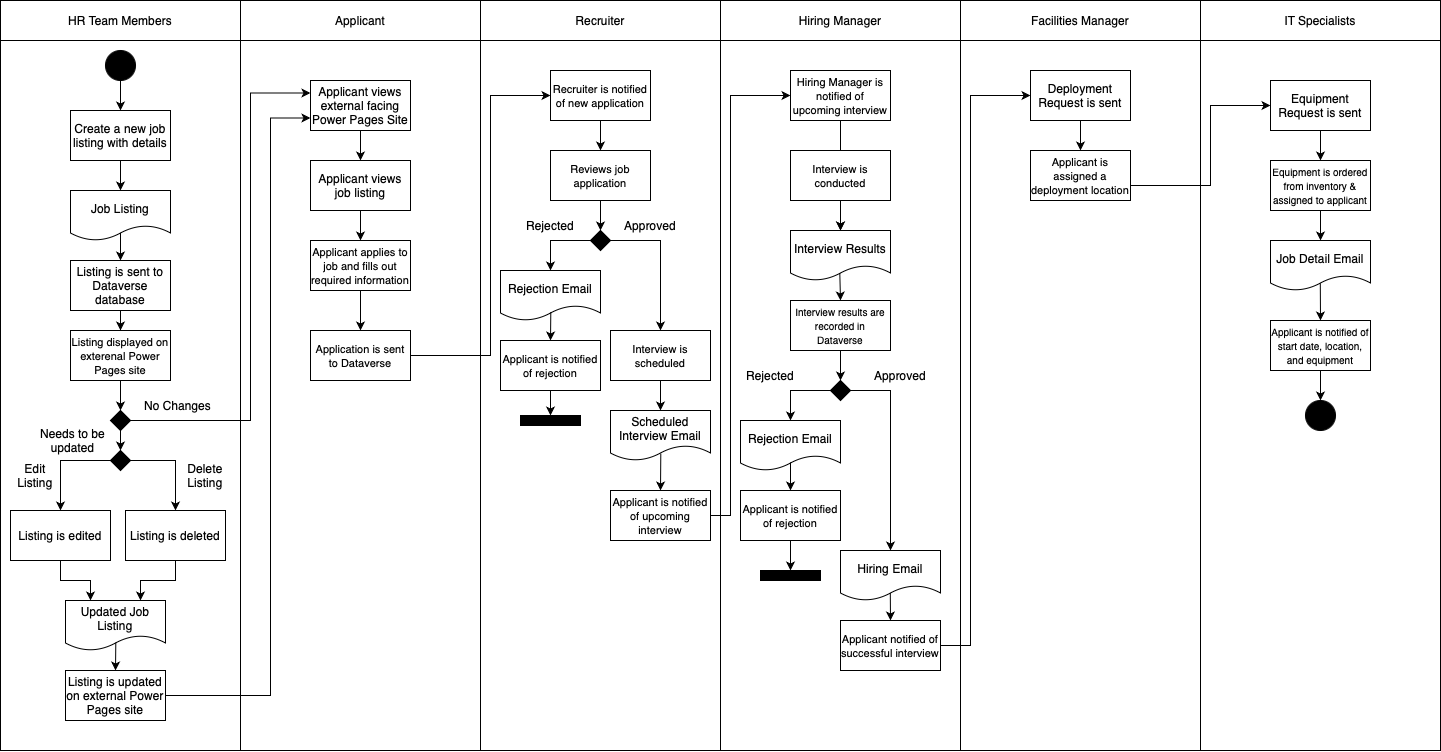 HR Team Members
Applicant
Recruiter
Hiring Manager
Facilities Manager
IT Specialists
Create a new job
listing with details
Job Listing
Listing is sent to
Dataverse
database
Listing displayed on
exterenal Power
Pages site
No Changes
Needs to be
updated
Edit
Listing
Delete
Listing
Listing is edited
Listing is deleted
Updated Job
Listing
Listing is updated
on external Power
Pages site
Applicant views
external facing
Power Pages Site
Applicant views
job listing
Applicant applies to
job and fills out
required information
Application is sent
to Dataverse
Recruiter is notified
of new application
Reviews job
application
Rejected
Approved
Rejection Email
Applicant is notified
of rejection
Interview is
scheduled
Scheduled
Interview Email
Applicant is notified
of upcoming
interview
Hiring Manager is
notified of
upcoming interview
Interview is
conducted
Interview Results
Interview results are
recorded in
Dataverse
Rejected
Approved
Rejection Email
Applicant is notified
of rejection
Hiring Email
Applicant notified of
successful interview
Deployment
Request is sent
Applicant is
assigned a
deployment location
Equipment
Request is sent
Equipment is ordered
from inventory &
assigned to applicant
Job Detail Email
Applicant is notified of
start date, location,
and equipment